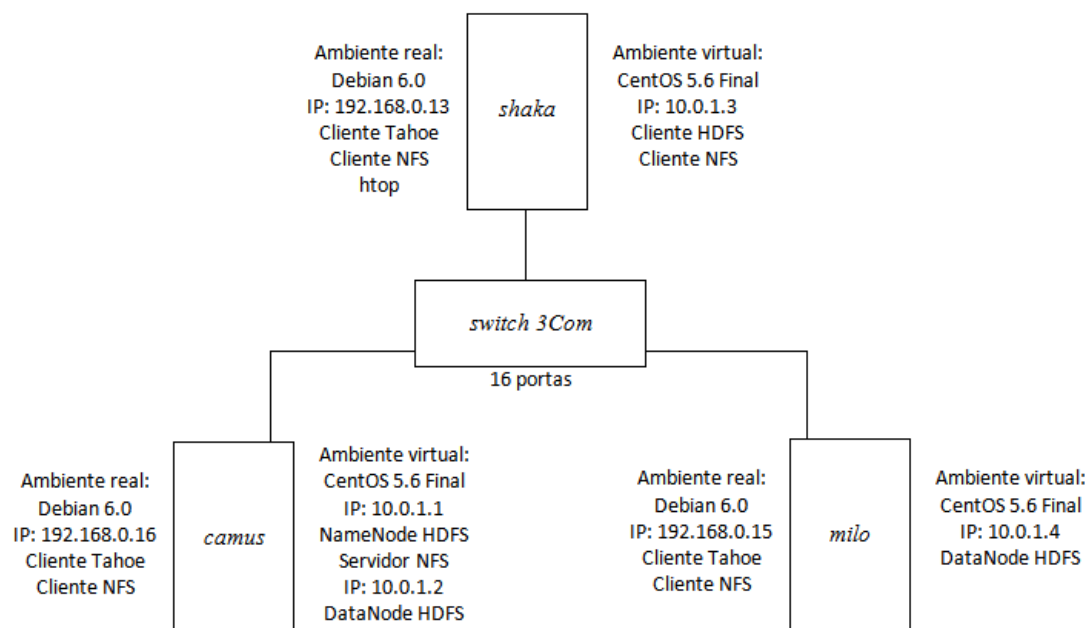 Ambiente real:
Debian 6.0
IP: 192.168.0.13
Cliente Tahoe
Cliente NFS
htop
shaka
Ambiente virtual:
CentOS 5.6 Final
IP: 10.0.1.3
Cliente HDFS
Cliente NFS
switch 3Com
16 portas
Ambiente real:
Debian 6.0
IP: 192.168.0.16
Cliente Tahoe
Cliente NFS
camus
Ambiente virtual:
CentOS 5.6 Final
IP: 10.0.1.1
NameNode HDFS
Servidor NFS
IP: 10.0.1.2
DataNode HDFS
Ambiente real:
Debian 6.0
IP: 192.168.0.15
Cliente Tahoe
Cliente NFS
milo
Ambiente virtual:
CentOS 5.6 Final
IP: 10.0.1.4
DataNode HDFS